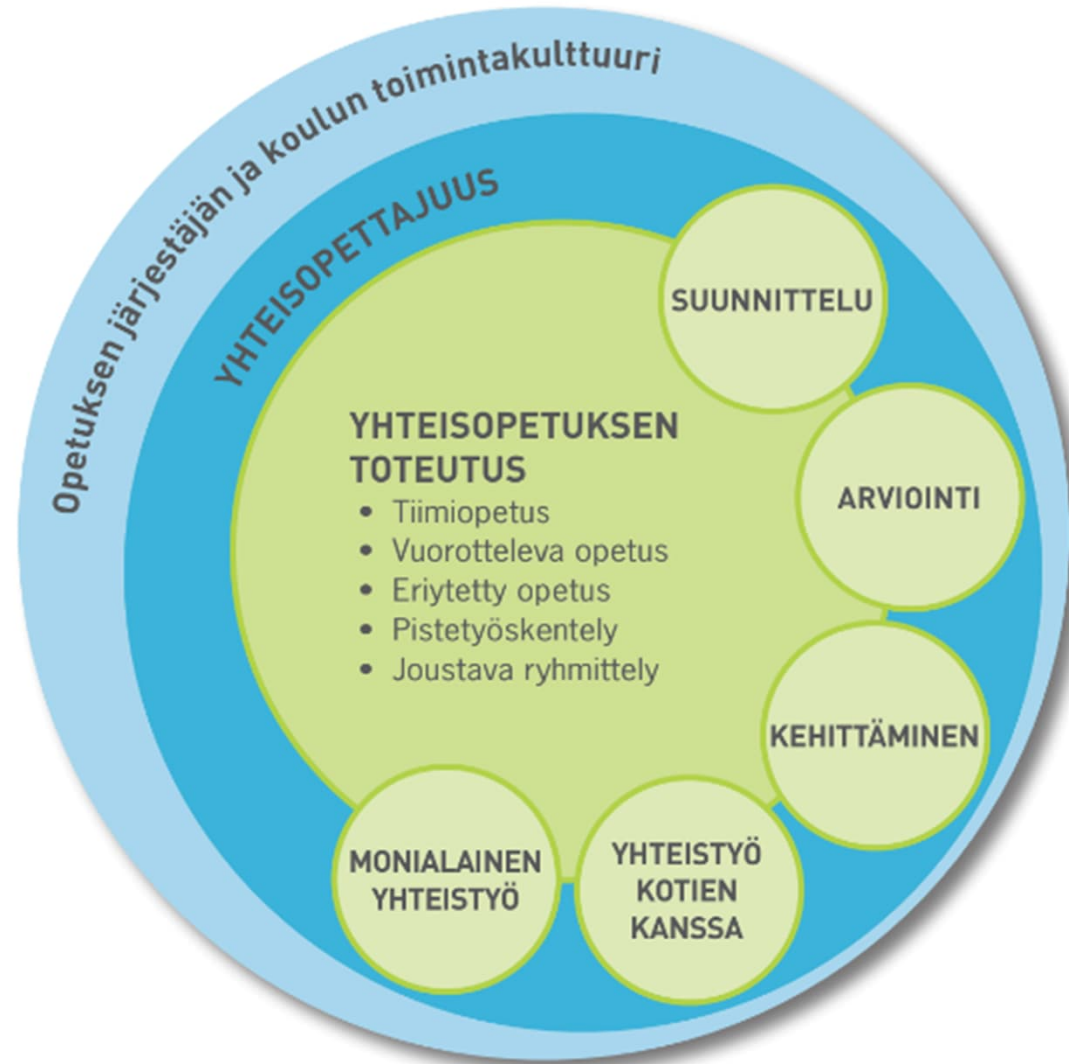 Opetuksen järjestäjän ja koulun toimintakulttuuri
YHTEISOPETTAJUUS
SUUNNITTELU
YHTEISOPETUKSEN
TOTEUTUS
• Tiimiopetus
• Vuorotteleva opetus
• Eriytetty opetus
• Pistetyöskentely
• Joustava ryhmittely
ARVIOINTI
KEHITTÄMINEN
MONIALAINEN
YHTEISTYÖ
YHTEISTYÖ
KOTIEN
KANSSA